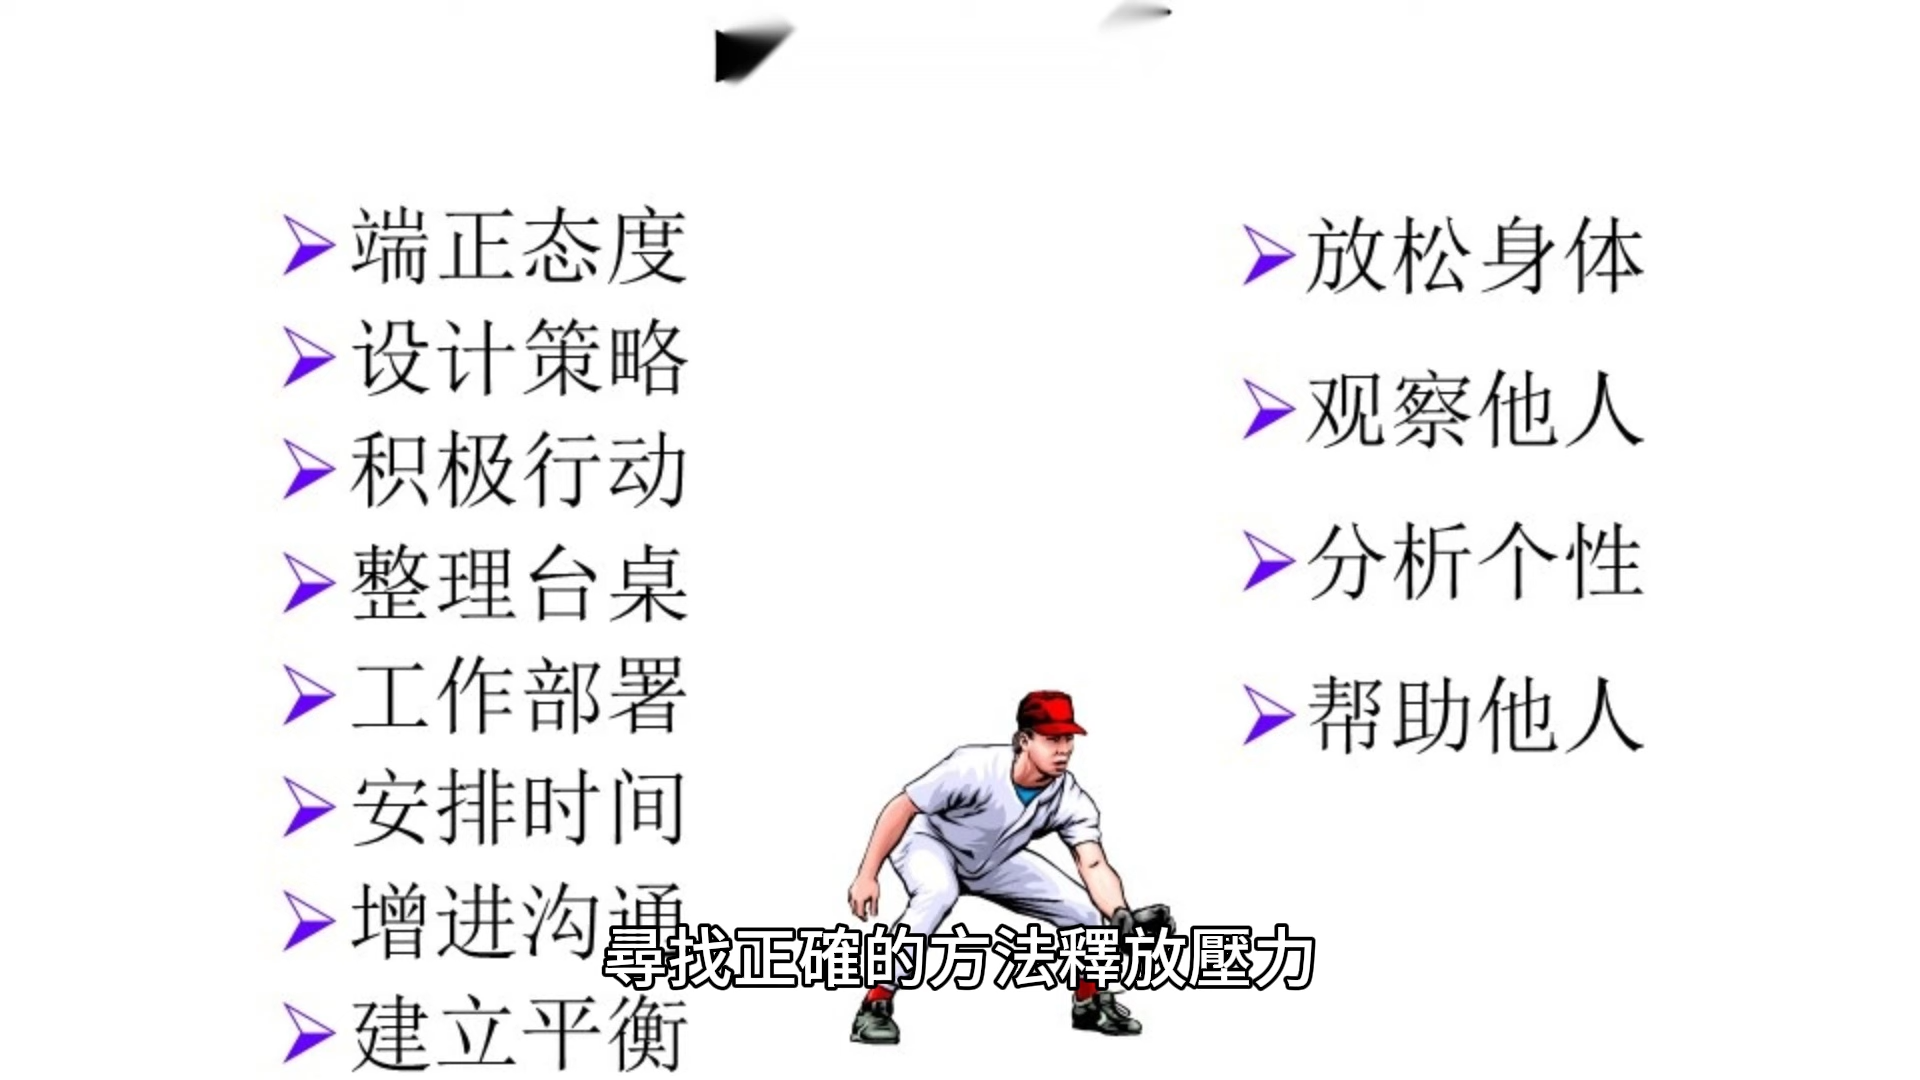 端正态度
设计策略
积极行动
整理台桌
工作部署
安排时间
增进沟通
建立平衡
放松身体
观察他人
分析个性
帮助他人
尋找正確的方法釋放壓力